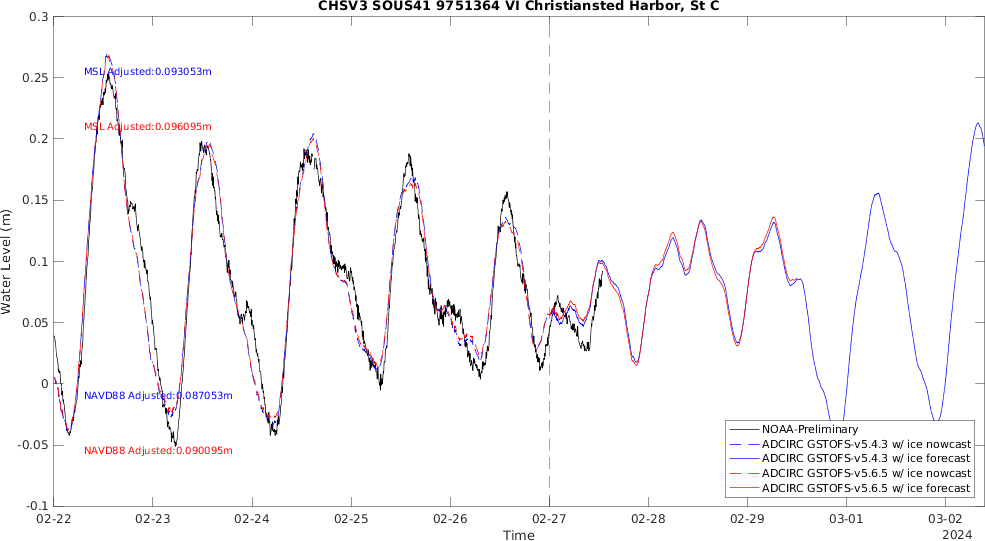 CHSV3 SOUS41 9751364 VI Christiansted Harbor, St C
0.3
0.25
0.2
0.15
0.1
0.05
0
-0.05
-0.1
Water Level (m)
MSL Adjusted:0.093053m
MSL Adjusted:0.096095m
NAVD88 Adjusted:0.087053m
NAVD88 Adjusted:0.090095m
NOAA-Preliminary
ADCIRC GSTOFS-v5.4.3 w/ ice nowcast
ADCIRC GSTOFS-v5.4.3 w/ ice forecast
ADCIRC GSTOFS-v5.6.5 w/ ice nowcast
ADCIRC GSTOFS-v5.6.5 w/ ice forecast
02-22 02-23 02-24 02-25 02-26 02-27 02-28 02-29 03-01 03-02
Time
2024